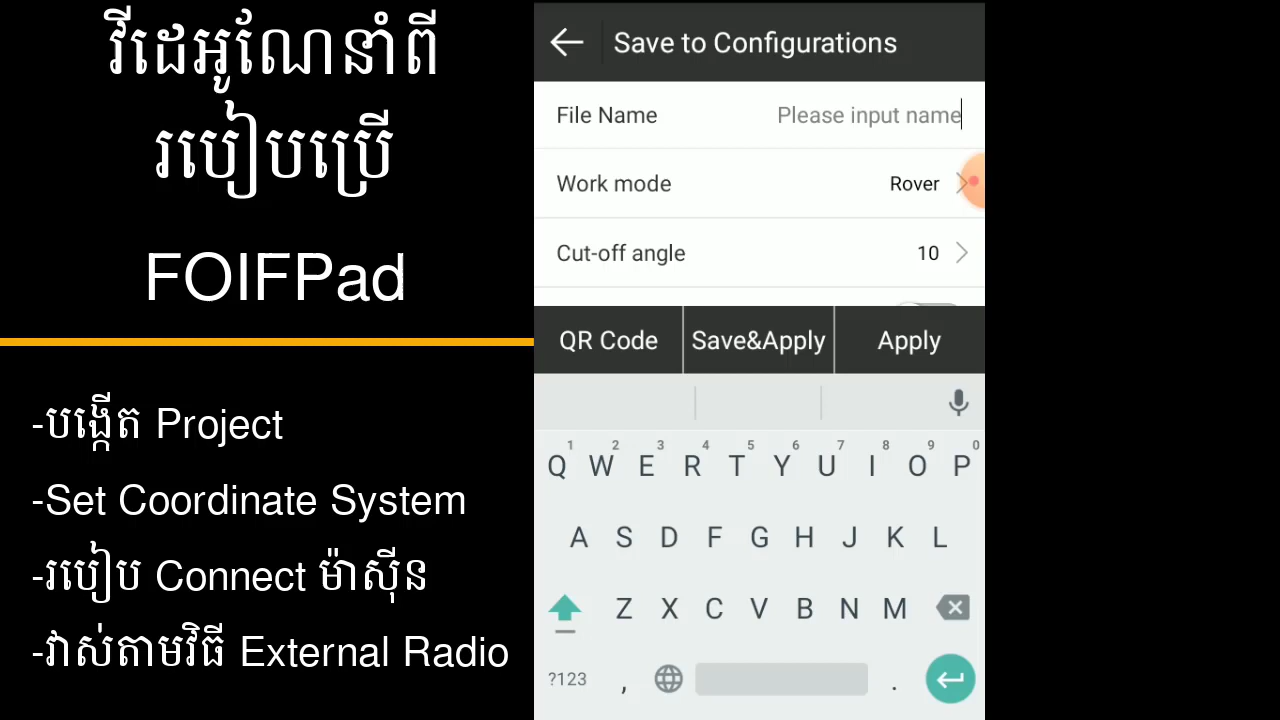 វីដេអូណែនាំពី
របៀបប្រើ
FOIFPad
-បង្កើត Project
-Set Coordinate System
-របៀប Connect ម៉ាស៊ីន
-វាស់តាមវិធី External Radio
Save to Configurations
File Name Please input name
Work mode Rover
Cut-off angle 10
QR Code Save&Apply Apply
1 2 3 4 5 6 7 8 9 0
Q W E R T Y U I O P
A S D F G H J K L
Z X C V B N M
?123 , .